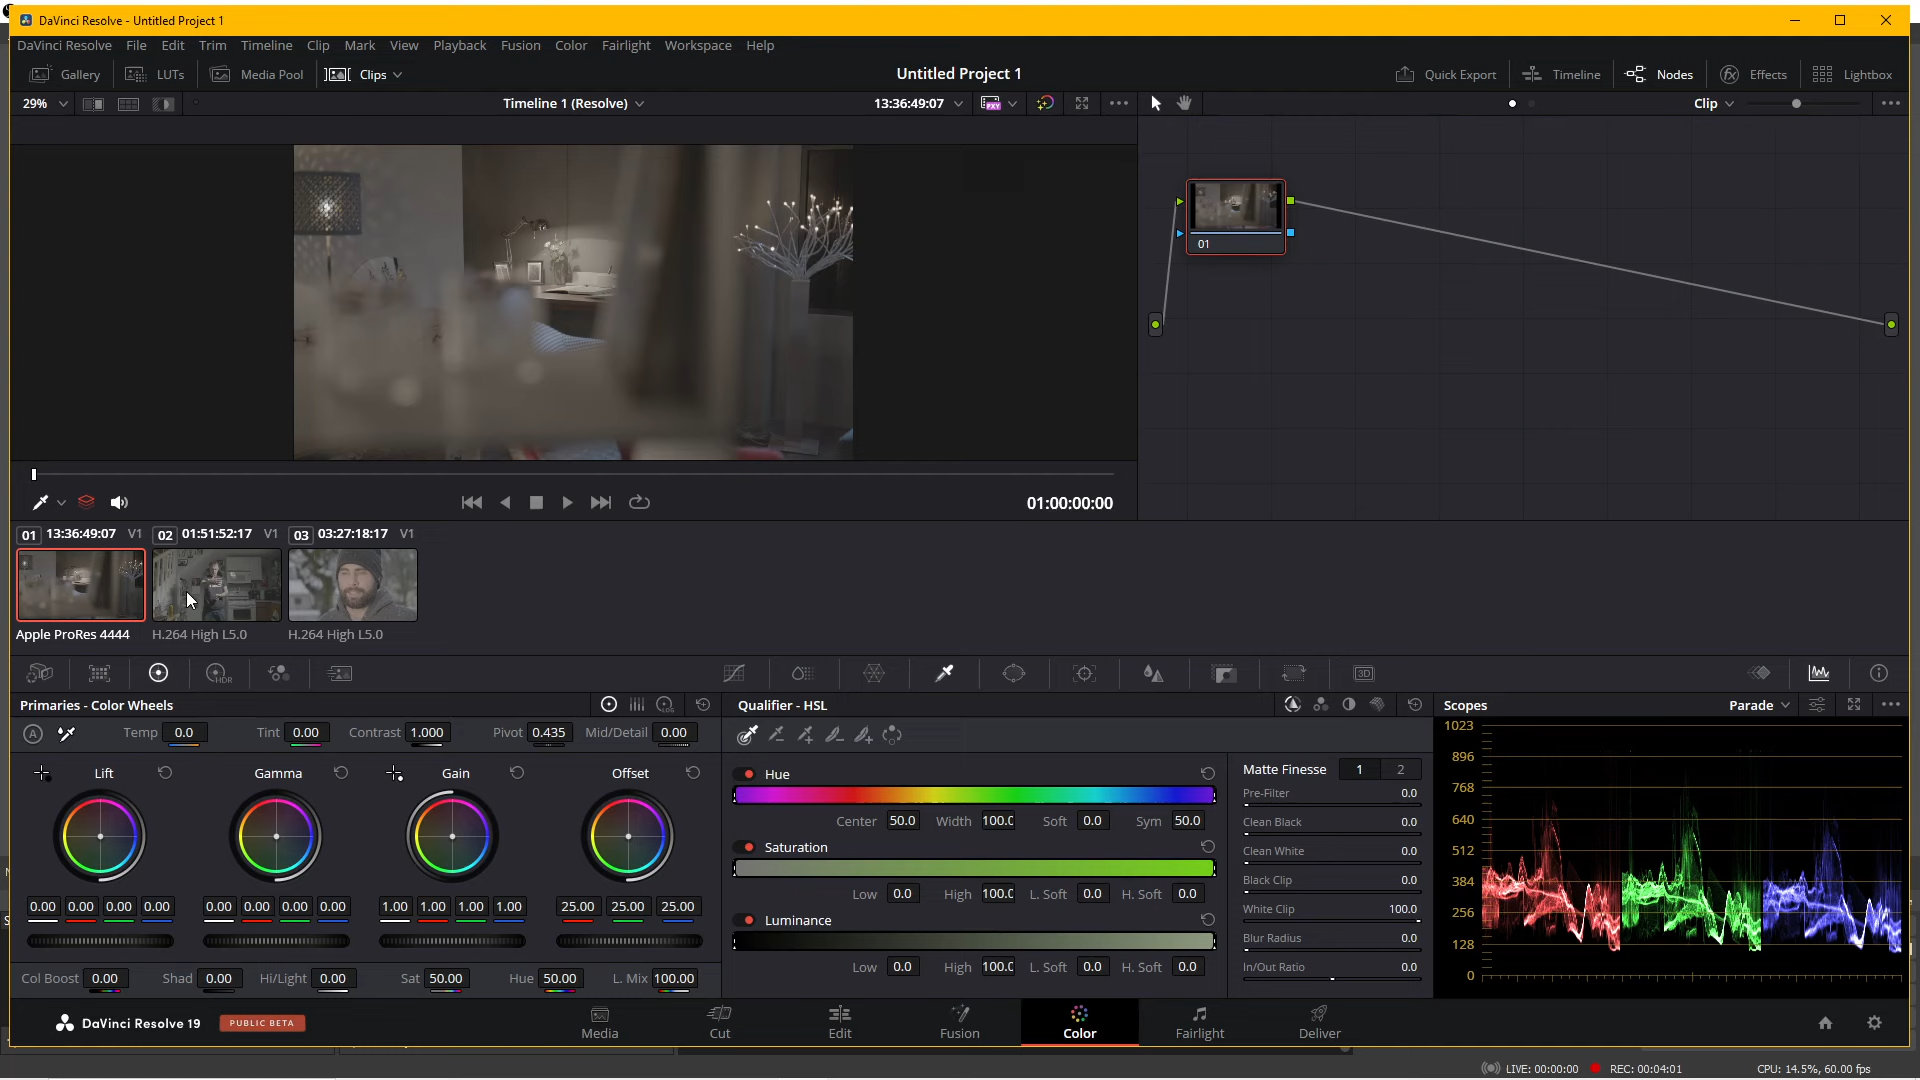 DaVinci Resolve - Untitled Project 1
DaVinci Resolve File Edit Trim Timeline Clip Mark View Playback Fusion Color Fairlight Workspace Help
Gallery LUTs Media Pool Clips Untitled Project 1 Quick Export Timeline Nodes Effects Lightbox
29% Timeline 1 (Resolve) 13:36:49:07 PXY Clip
01
01:00:00:00
01 13:36:49:07 V1 02 01:51:52:17 V1 03 03:27:18:17 V1
Apple ProRes 4444 H.264 High L5.0 H.264 High L5.0
HDR 3D
Primaries - Color Wheels LOG Qualifier - HSL Scopes Parade
A Temp 0.0 Tint 0.00 Contrast 1.000 Pivot 0.435 Mid/Detail 0.00
Lift Gamma Gain Offset
0.00 0.00 0.00 0.00 0.00 0.00 0.00 0.00 1.00 1.00 1.00 1.00 25.00 25.00 25.00
Col Boost 0.00 Shad 0.00 Hi/Light 0.00 Sat 50.00 Hue 50.00 L. Mix 100.00
Hue
Center 50.0 Width 100.0 Soft 0.0 Sym 50.0
Saturation
Low 0.0 High 100.0 L. Soft 0.0 H. Soft 0.0
Luminance
Low 0.0 High 100.0 L. Soft 0.0 H. Soft 0.0
Matte Finesse 1 2
Pre-Filter 0.0
Clean Black 0.0
Clean White 0.0
Black Clip 0.0
White Clip 100.0
Blur Radius 0.0
In/Out Ratio 0.0
1023
896
768
640
512
384
256
128
0
DaVinci Resolve 19 PUBLIC BETA Media Cut Edit Fusion Color Fairlight Deliver
LIVE: 00:00:00 REC: 00:04:01 CPU: 14.5%, 60.00 fps